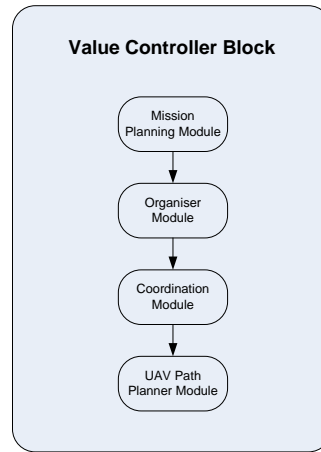 Value Controller Block
Mission
Planning Module
Organiser
Module
Coordination
Module
UAV Path
Planner Module